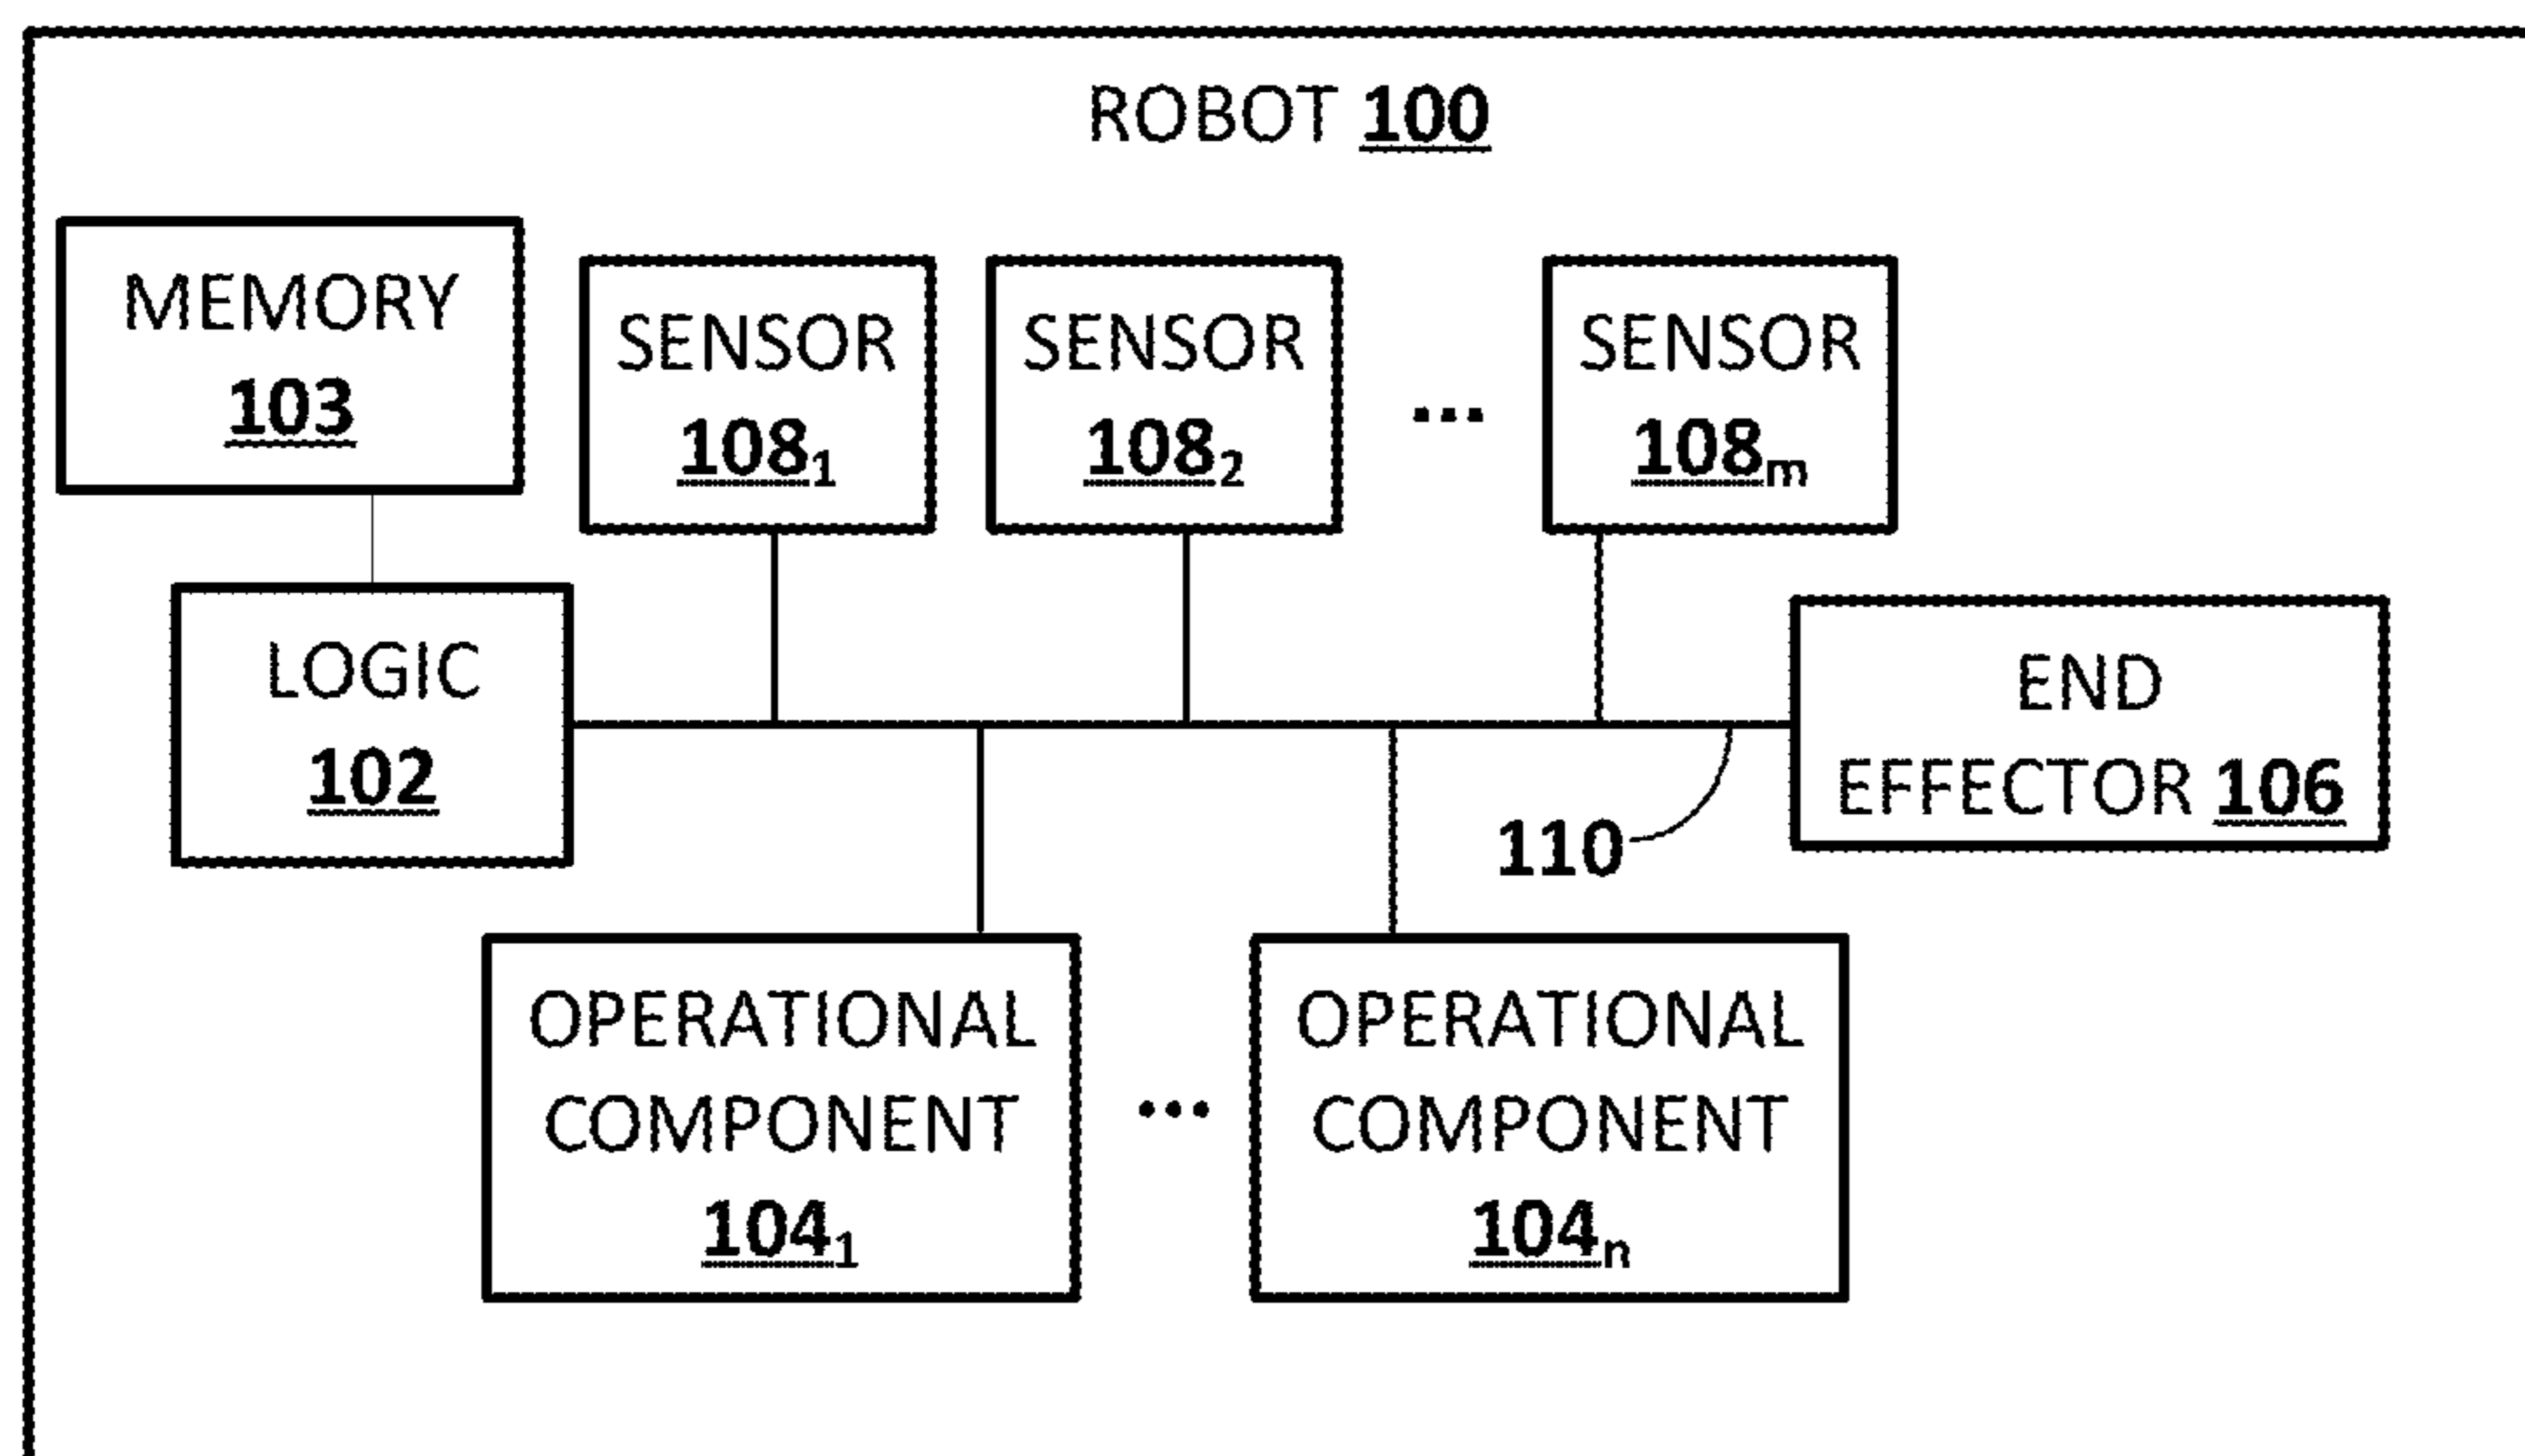 ROBOT 100
MEMORY
103
SENSOR
108₁
SENSOR
108₂
...
SENSOR
108ₘ
LOGIC
102
END
EFFECTOR 106
110
OPERATIONAL
COMPONENT
104₁
...
OPERATIONAL
COMPONENT
104ₙ